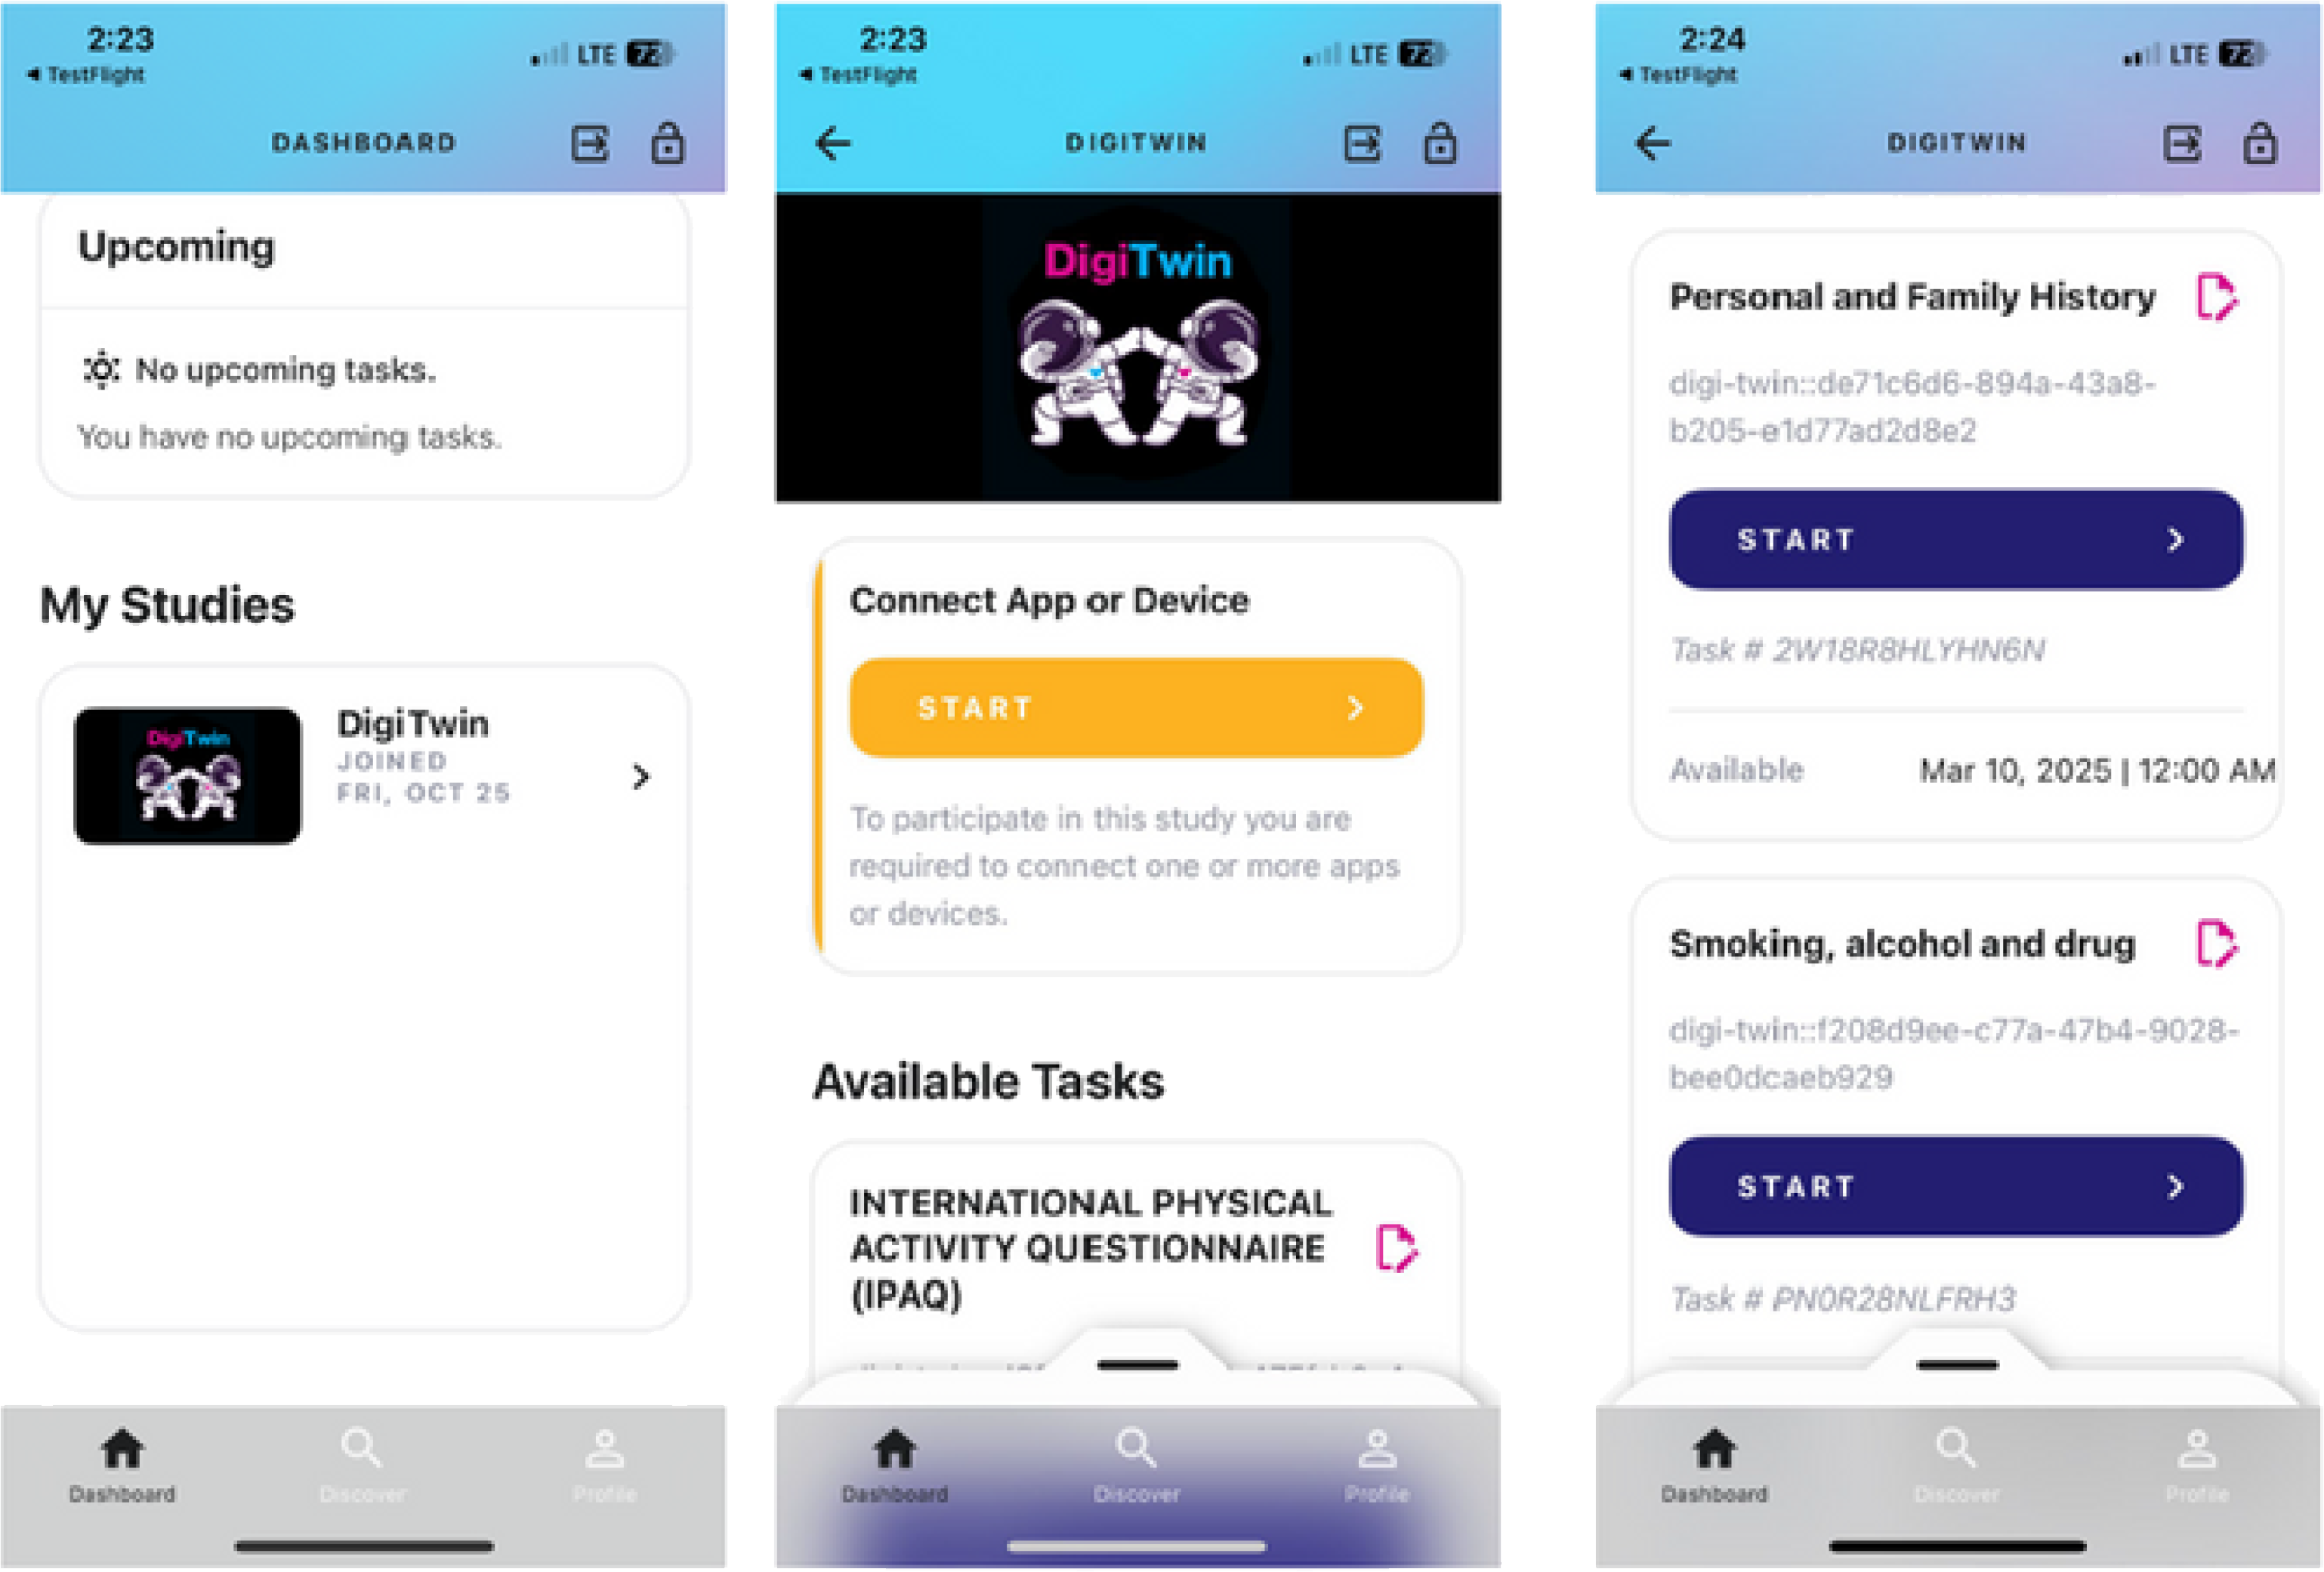 2:23
LTE
TestFlight
DASHBOARD
Upcoming
No upcoming tasks.
You have no upcoming tasks.
My Studies
DigiTwin
DigiTwin
JOINED
FRI, OCT 25
Dashboard
Discover
Profile
2:23
LTE
TestFlight
DIGITWIN
DigiTwin
Connect App or Device
START
To participate in this study you are
required to connect one or more apps
or devices.
Available Tasks
INTERNATIONAL PHYSICAL
ACTIVITY QUESTIONNAIRE
(IPAQ)
Dashboard
Discover
Profile
2:24
LTE
TestFlight
DIGITWIN
Personal and Family History
digi-twin::de71c6d6-894a-43a8-
b205-e1d77ad2d8e2
START
Task # 2W18R8HLYHN6N
Available Mar 10, 2025 | 12:00 AM
Smoking, alcohol and drug
digi-twin::f208d9ee-c77a-47b4-9028-
bee0dcaeb929
START
Task # PN0R28NLFRH3
Dashboard
Discover
Profile